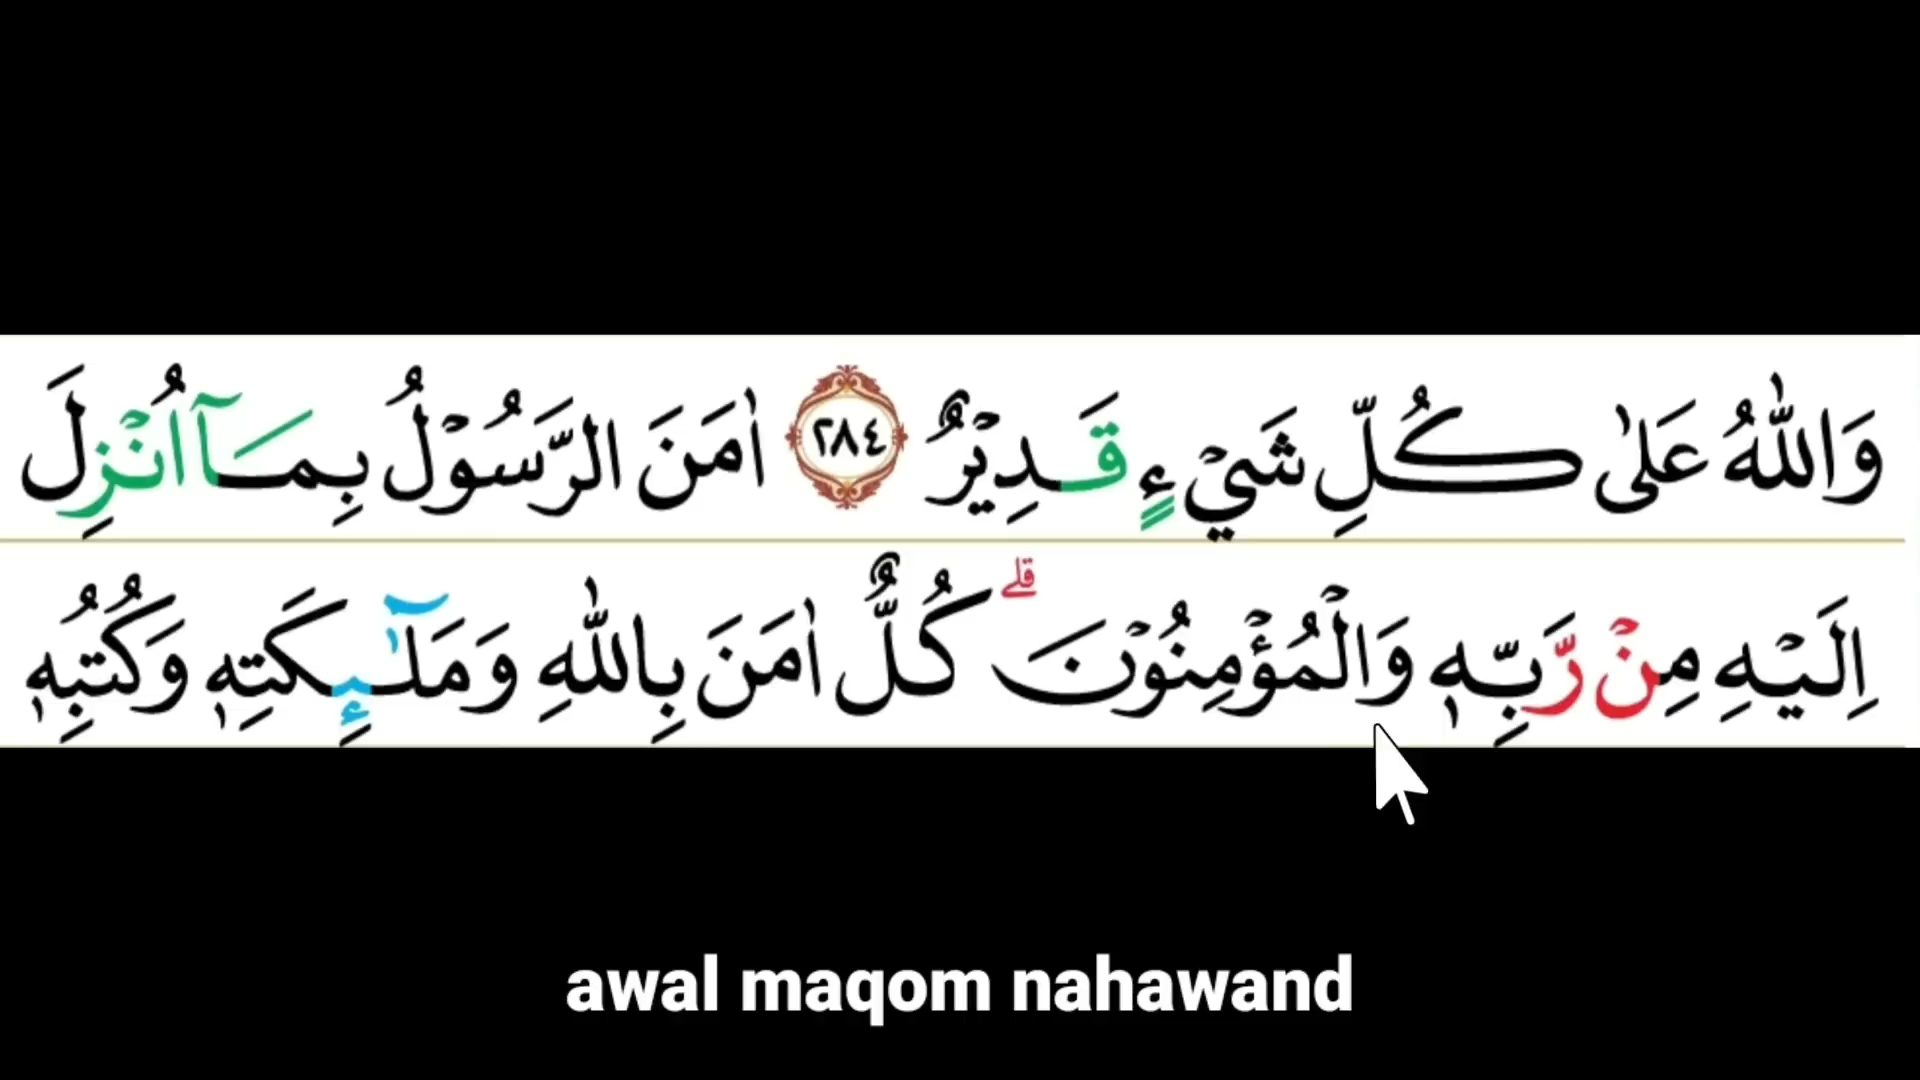 وَاللّٰهُ عَلٰى كُلِّ شَيْءٍ قَدِيْرٌ ٢٨٤ اٰمَنَ الرَّسُوْلُ بِمَآ اُنْزِلَ
اِلَيْهِ مِنْ رَّبِّهٖ وَالْمُؤْمِنُوْنَۗ كُلٌّ اٰمَنَ بِاللّٰهِ وَمَلٰۤىِٕكَتِهٖ وَكُتُبِهٖ
awal maqom nahawand